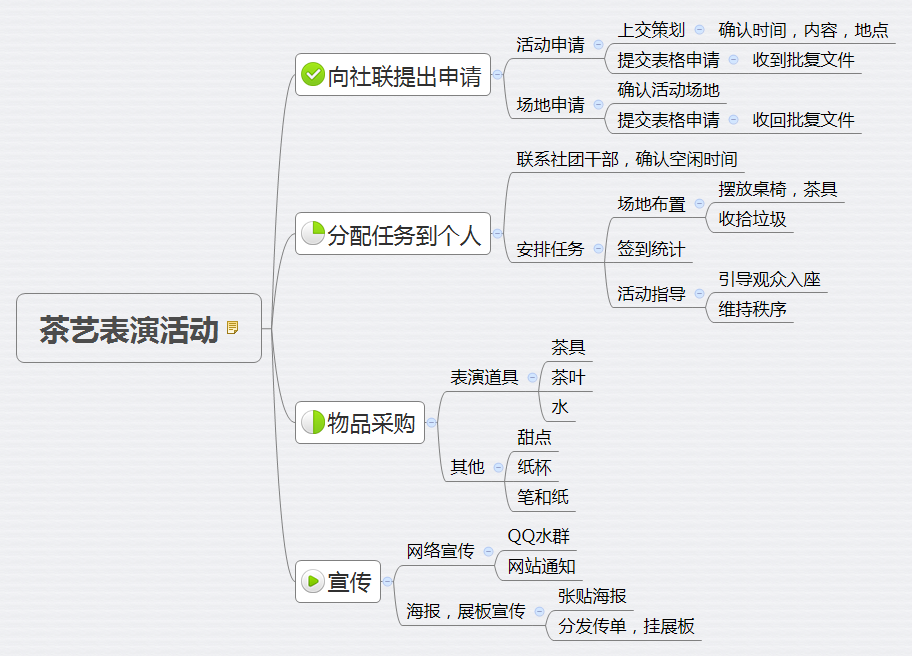 茶艺表演活动
向社联提出申请
活动申请
上交策划
确认时间，内容，地点
提交表格申请
收到批复文件
场地申请
确认活动场地
提交表格申请
收回批复文件
分配任务到个人
联系社团干部，确认空闲时间
安排任务
场地布置
摆放桌椅，茶具
收拾垃圾
签到统计
活动指导
引导观众入座
维持秩序
物品采购
表演道具
茶具
茶叶
水
其他
甜点
纸杯
笔和纸
宣传
网络宣传
QQ水群
网站通知
海报，展板宣传
张贴海报
分发传单，挂展板